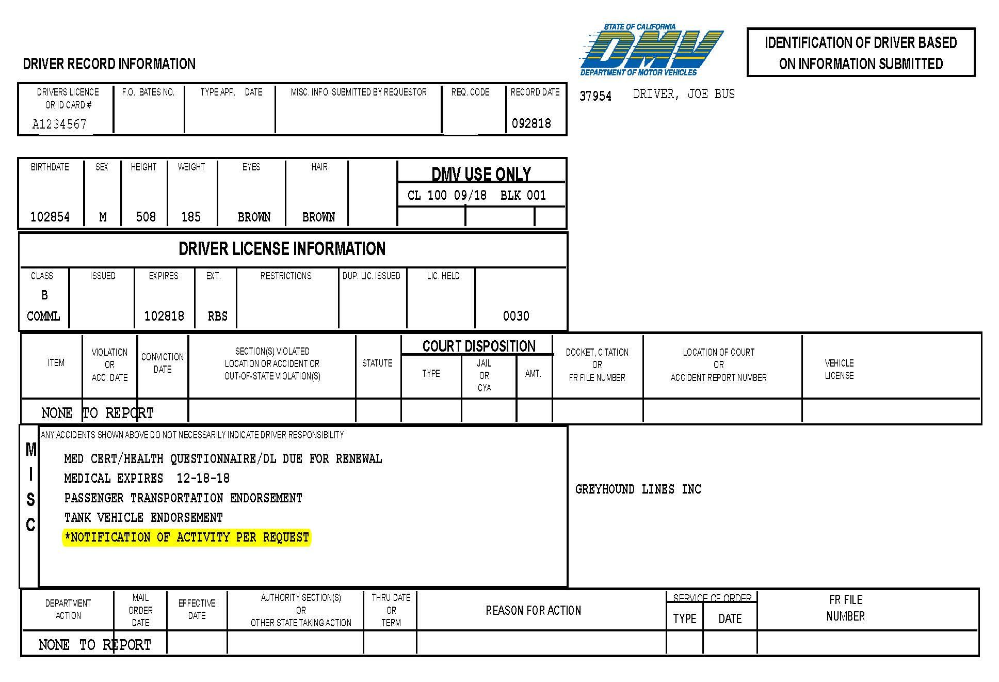 STATE OF CALIFORNIA
DMV
DEPARTMENT OF MOTOR VEHICLES
IDENTIFICATION OF DRIVER BASED
ON INFORMATION SUBMITTED
DRIVER RECORD INFORMATION
37954 DRIVER, JOE BUS
DRIVERS LICENCE
OR ID CARD #
A1234567
F.O. BATES NO.
TYPE APP. DATE
MISC. INFO. SUBMITTED BY REQUESTOR
REQ. CODE
RECORD DATE
092818
BIRTHDATE
102854
SEX
M
HEIGHT
508
WEIGHT
185
EYES
BROWN
HAIR
BROWN
DMV USE ONLY
CL 100 09/18 BLK 001
DRIVER LICENSE INFORMATION
CLASS
B
COMML
ISSUED
EXPIRES
102818
EXT.
RBS
RESTRICTIONS
DUP. LIC. ISSUED
LIC. HELD
0030
ITEM
VIOLATION
OR
ACC. DATE
CONVICTION
DATE
SECTION(S) VIOLATED
LOCATION OR ACCIDENT OR
OUT-OF-STATE VIOLATION(S)
STATUTE
COURT DISPOSITION
TYPE
JAIL
OR
CYA
AMT.
DOCKET, CITATION
OR
FR FILE NUMBER
LOCATION OF COURT
OR
ACCIDENT REPORT NUMBER
VEHICLE
LICENSE
NONE TO REPORT
MISC
ANY ACCIDENTS SHOWN ABOVE DO NOT NECESSARILY INDICATE DRIVER RESPONSIBILITY
MED CERT/HEALTH QUESTIONNAIRE/DL DUE FOR RENEWAL
MEDICAL EXPIRES 12-18-18
PASSENGER TRANSPORTATION ENDORSEMENT
TANK VEHICLE ENDORSEMENT
*NOTIFICATION OF ACTIVITY PER REQUEST
GREYHOUND LINES INC
DEPARTMENT
ACTION
MAIL
ORDER
DATE
EFFECTIVE
DATE
AUTHORITY SECTION(S)
OR
OTHER STATE TAKING ACTION
THRU DATE
OR
TERM
REASON FOR ACTION
SERVICE OF ORDER
TYPE
DATE
FR FILE
NUMBER
NONE TO REPORT